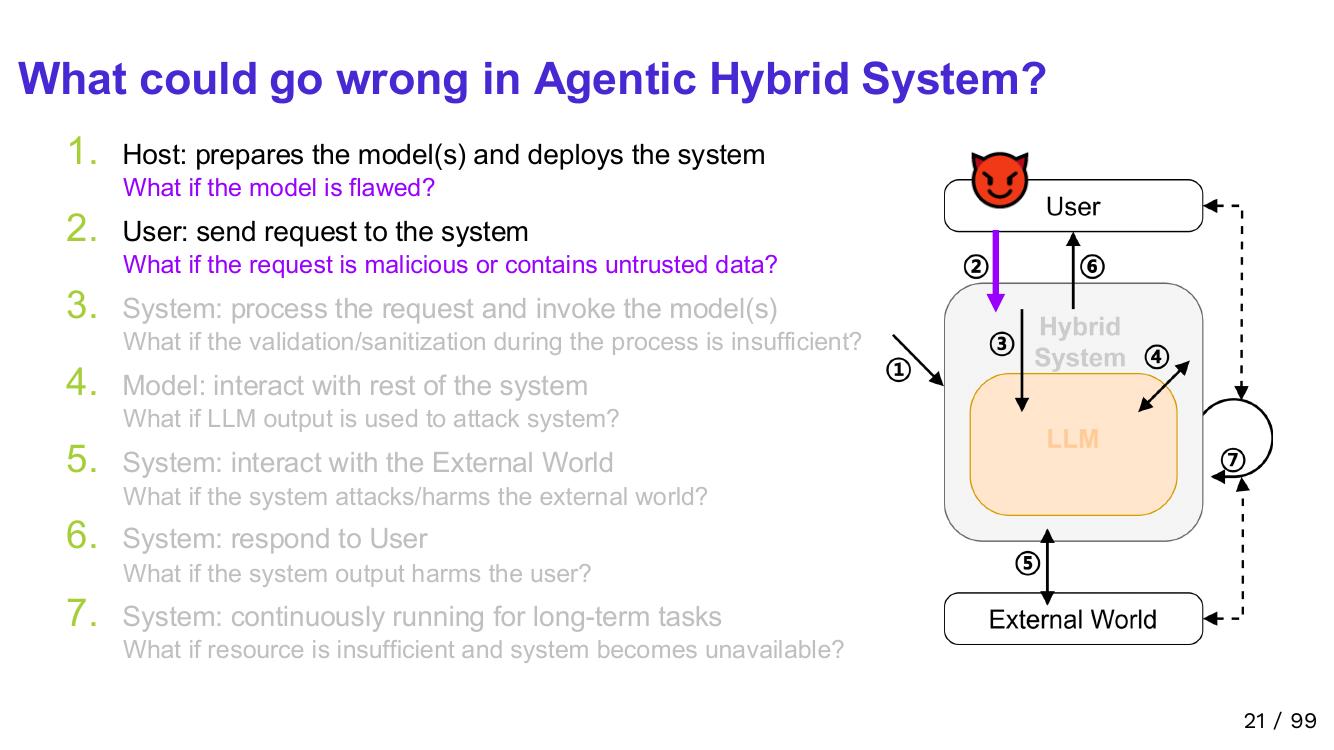 What could go wrong in Agentic Hybrid System?
1. Host: prepares the model(s) and deploys the system
What if the model is flawed?
2. User: send request to the system
What if the request is malicious or contains untrusted data?
3. System: process the request and invoke the model(s)
What if the validation/sanitization during the process is insufficient?
4. Model: interact with rest of the system
What if LLM output is used to attack system?
5. System: interact with the External World
What if the system attacks/harms the external world?
6. System: respond to User
What if the system output harms the user?
7. System: continuously running for long-term tasks
What if resource is insufficient and system becomes unavailable?
User
② ⑥
Hybrid
System
③
④
①
LLM
⑦
⑤
External World
21 / 99